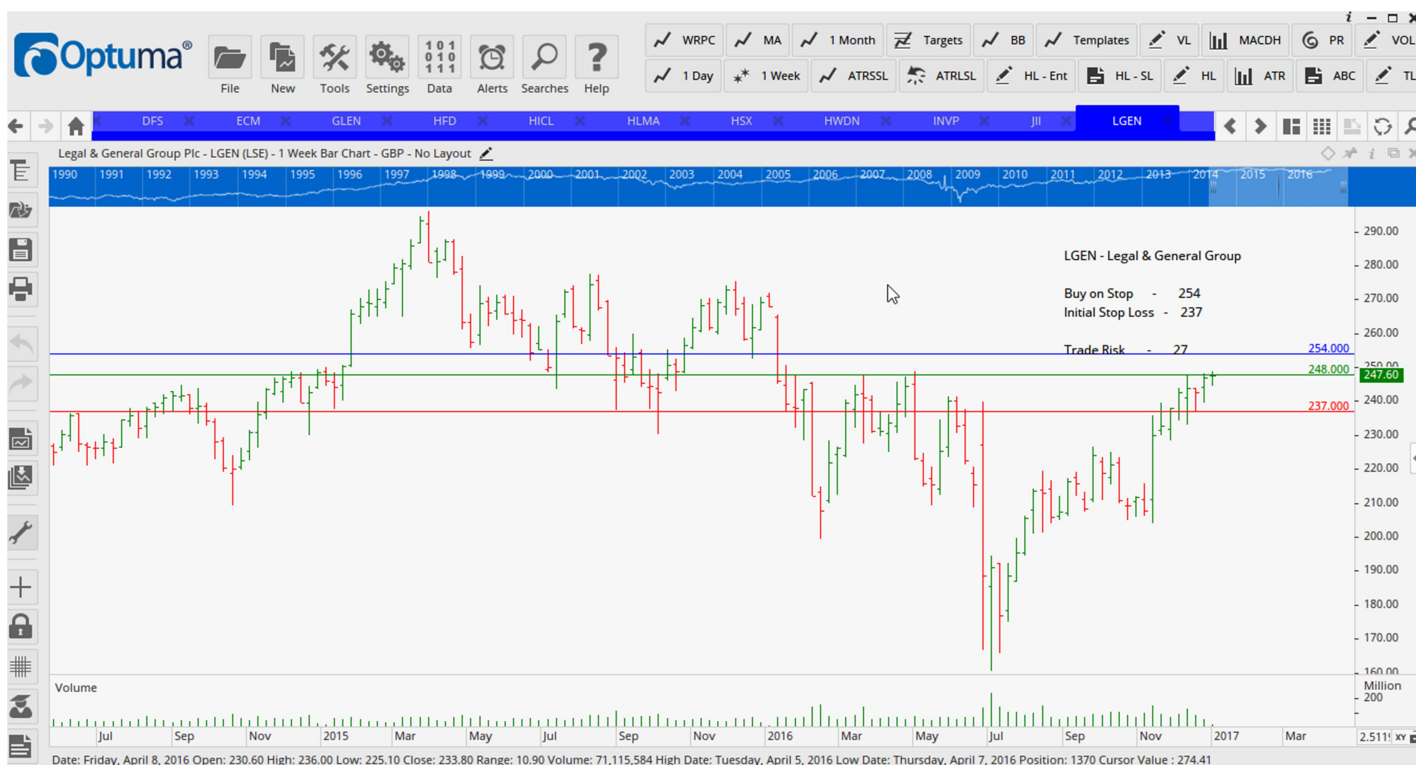 i
Optuma®
File
New
Tools
Settings
Data
Alerts
Searches
Help
WRPC MA 1 Month Targets BB Templates VL MACDH PR VOL
1 Day 1 Week ATRSSL ATRLSL HL - Ent HL - SL HL ATR ABC TL
DFS ECM GLEN HFD HICL HLMA HSX HWDN INVP JII LGEN
Legal & General Group Plc - LGEN (LSE) - 1 Week Bar Chart - GBP - No Layout
1990 1991 1992 1993 1994 1995 1996 1997 1998 1999 2000 2001 2002 2003 2004 2005 2006 2007 2008 2009 2010 2011 2012 2013 2014 2015 2016
290.00
LGEN - Legal & General Group
280.00
Buy on Stop - 254
270.00
Initial Stop Loss - 237
260.00
Trade Risk - 27
254.000
250.00
248.000
247.60
240.00
237.000
230.00
220.00
210.00
200.00
190.00
180.00
170.00
160.00
Volume
Million
200
Jul Sep Nov 2015 Mar May Jul Sep Nov 2016 Mar May Jul Sep Nov 2017 Mar
XY
Date: Friday, April 8, 2016 Open: 230.60 High: 236.00 Low: 225.10 Close: 233.80 Range: 10.90 Volume: 71,115,584 High Date: Tuesday, April 5, 2016 Low Date: Thursday, April 7, 2016 Position: 1370 Cursor Value : 274.41